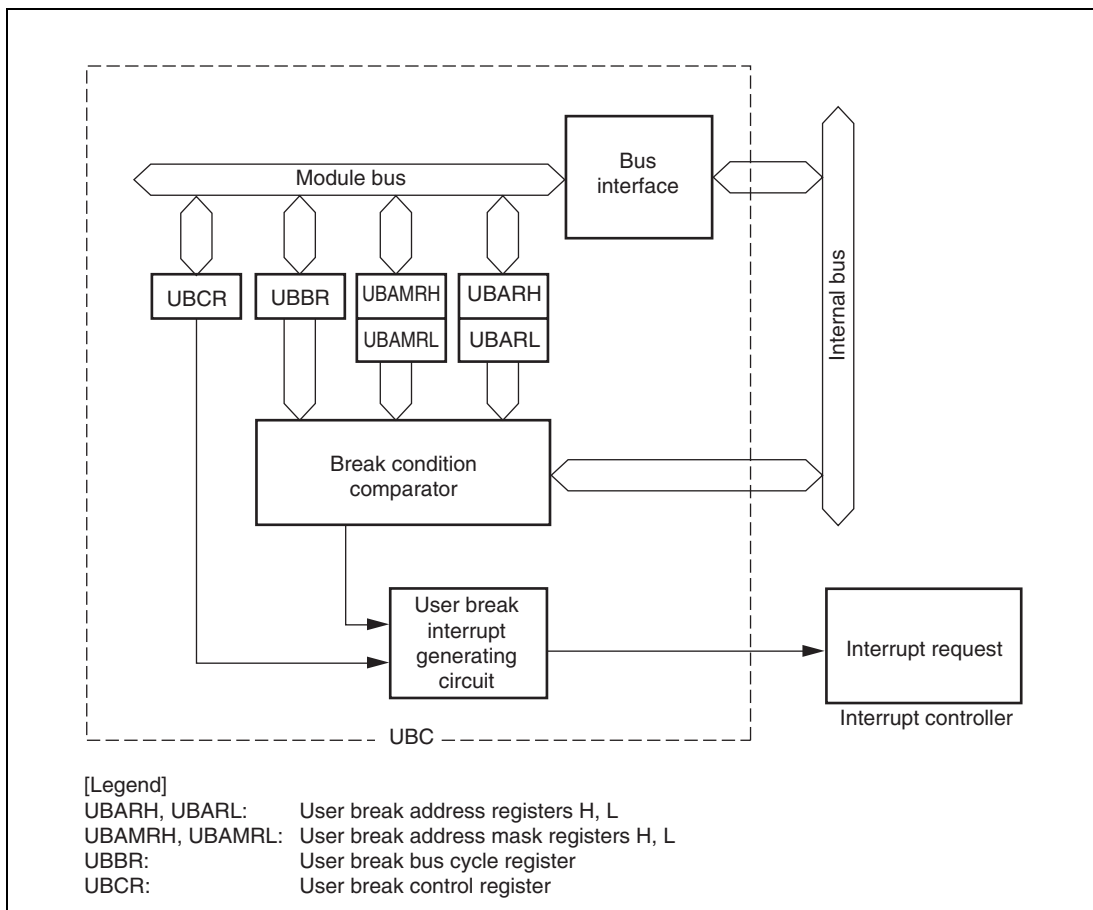 Bus
interface
Module bus
Internal bus
UBCR
UBBR
UBAMRH
UBARH
UBAMRL
UBARL
Break condition
comparator
User break
interrupt
generating
circuit
Interrupt request
Interrupt controller
UBC
[Legend]
UBARH, UBARL: User break address registers H, L
UBAMRH, UBAMRL: User break address mask registers H, L
UBBR: User break bus cycle register
UBCR: User break control register